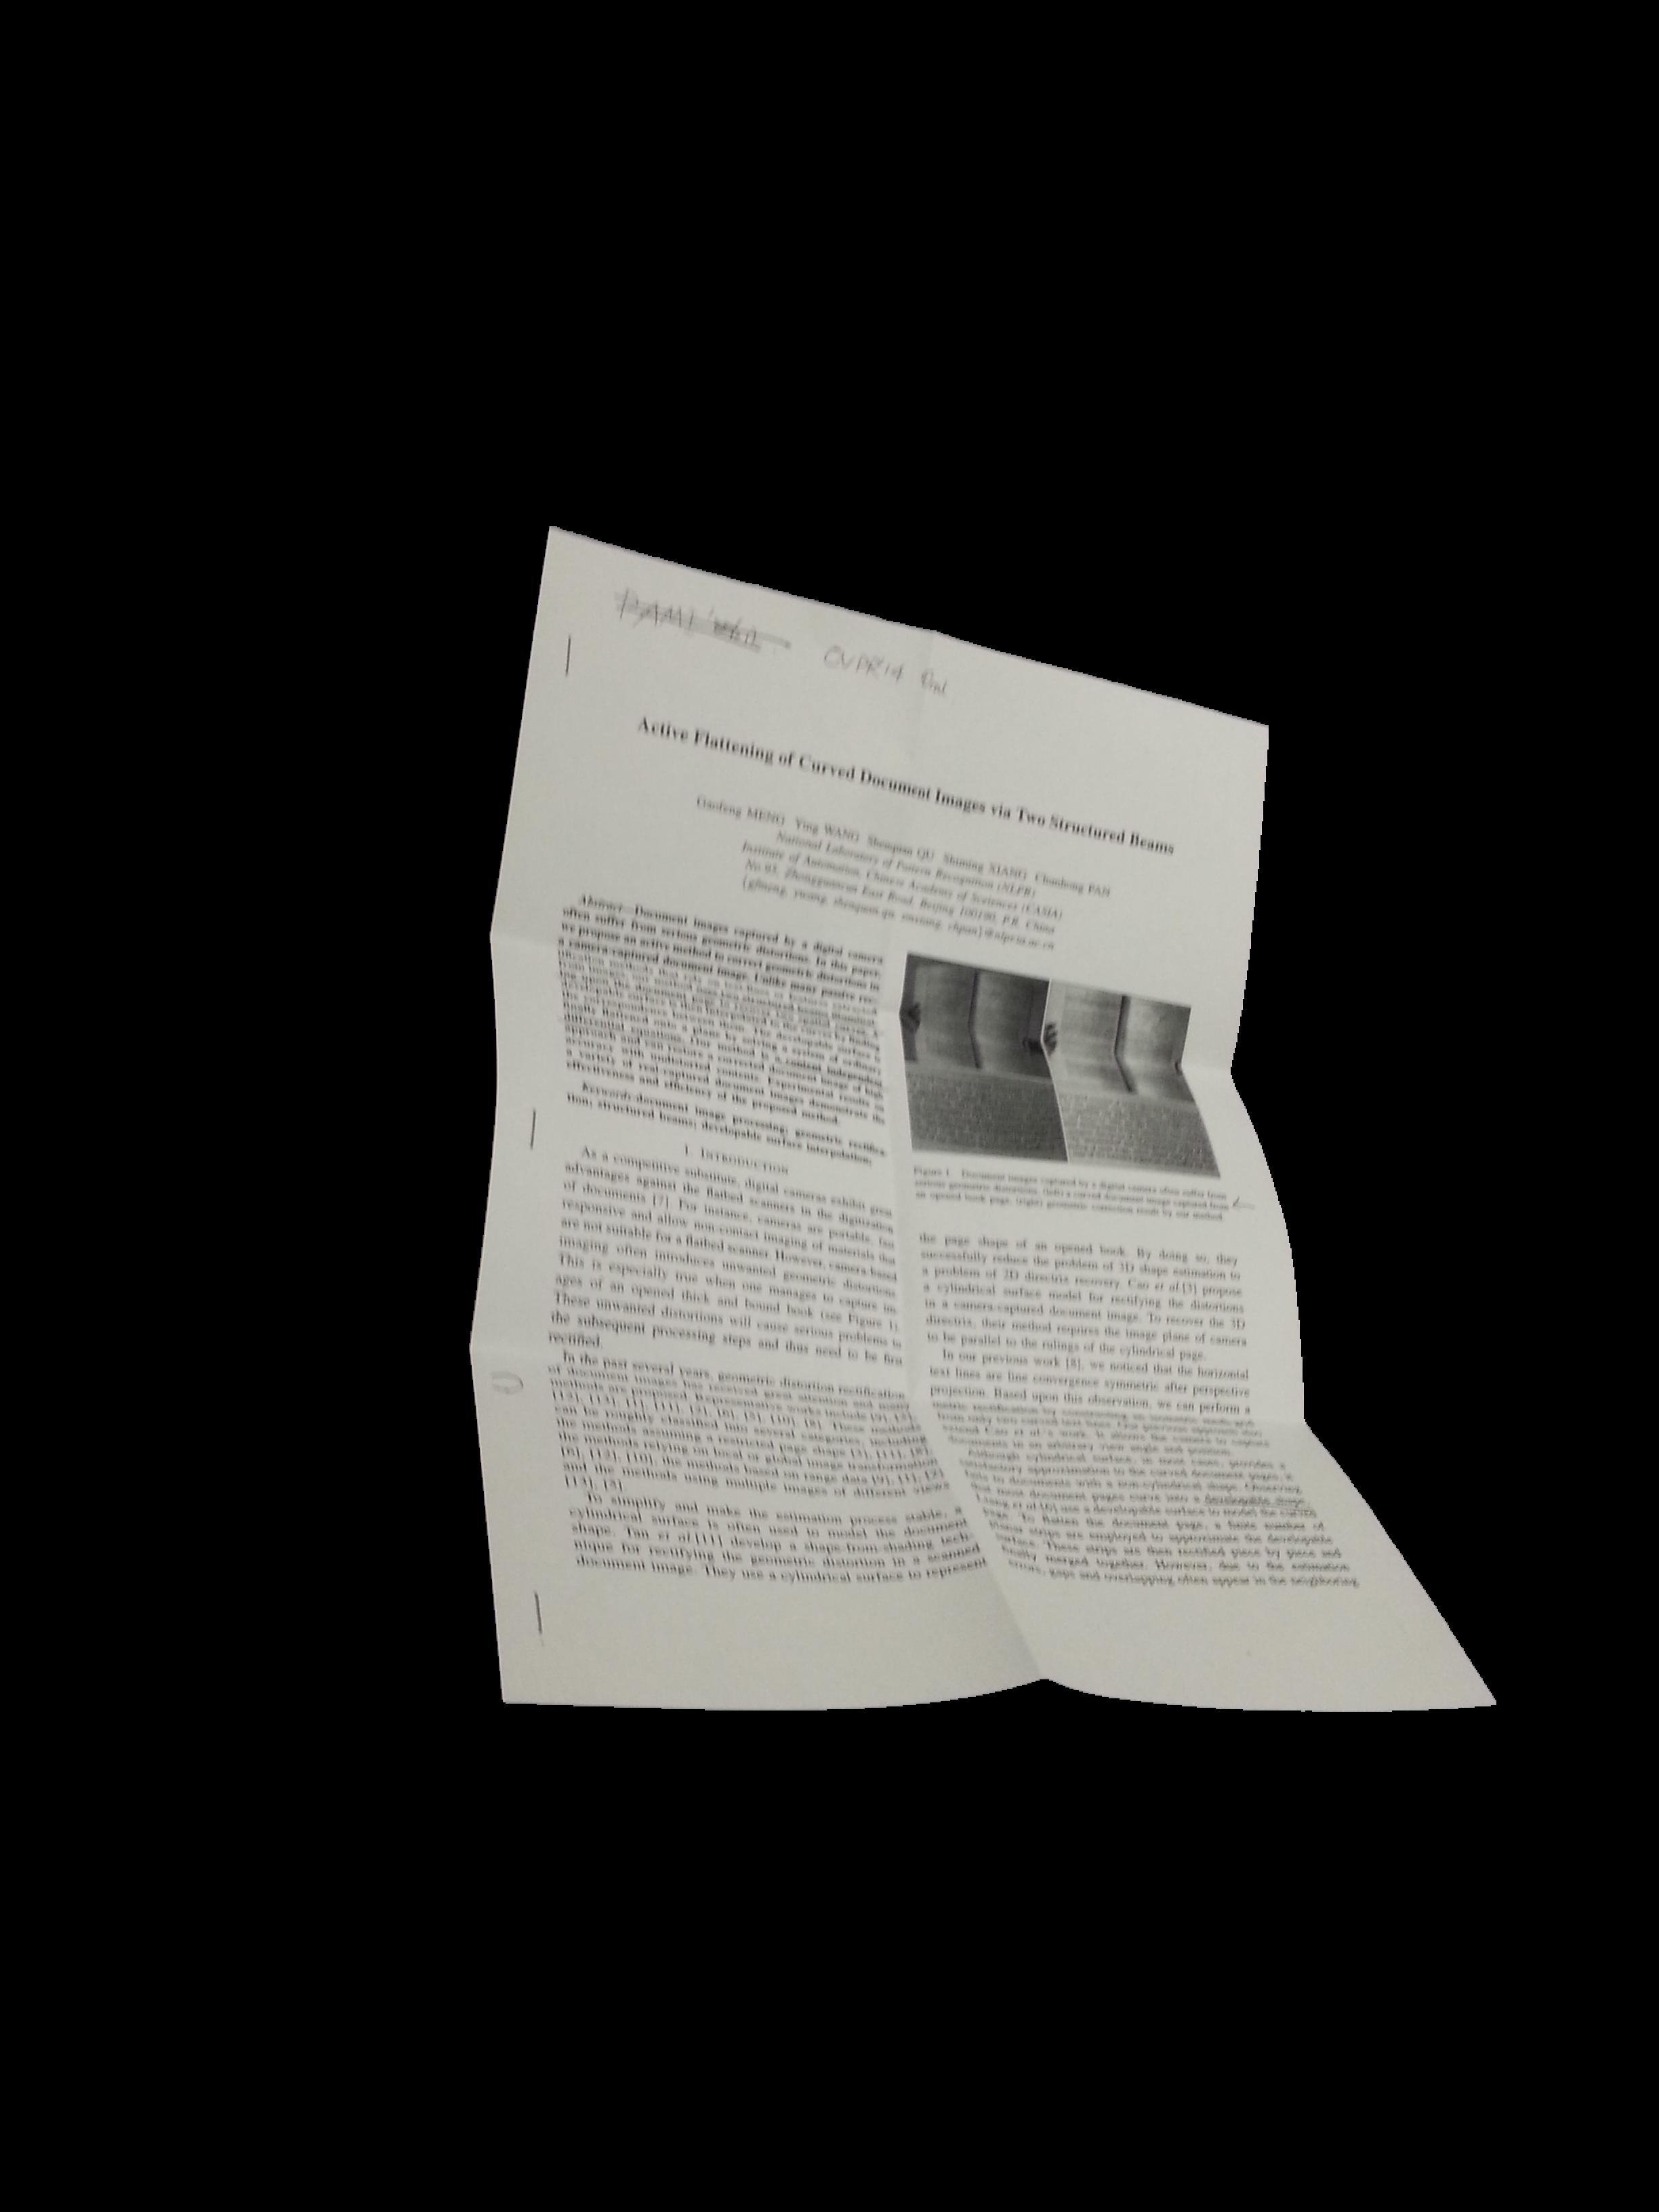 CVPR14
Active Flattening of Curved Document Images via Two Structured Beams
Gaofeng MENG Ying WANG Shenquan QU Shiming XIANG Chunhong PAN
National Laboratory of Pattern Recognition (NLPR)
Institute of Automation, Chinese Academy of Sciences (CASIA)
No.95, Zhongguancun East Road, Beijing 100190, P.R. China
Abstract—Document images captured by a digital camera
often suffer from serious geometric distortions. In this paper,
we propose an active method to correct geometric distortions in
a camera-captured document image. Unlike many passive rec-
tification methods that rely on text-lines or features extracted
from images, our method uses two structured beams
the document page to recover two spatial curves. A
developable surface is then interpolated to the curves by finding
the correspondence between them. The developable surface is
finally flattened onto a plane by solving a system of ordinary
differential equations. Our method is a content independent
approach and can restore a corrected document image of high
accuracy with undistorted contents. Experimental results on
a variety of real-captured document images demonstrate the
effectiveness and efficiency of the proposed method.
Keywords-document image processing; geometric rectifica-
tion; structured beams; developable surface interpolation;
I. INTRODUCTION
As a competitive substitute, digital cameras exhibit great
advantages against the flatbed scanners in the digitization
of documents [7]. For instance, cameras are portable, fast
responsive and allow non-contact imaging of materials that
are not suitable for a flatbed scanner. However, camera-based
imaging often introduces unwanted geometric distortions.
This is especially true when one manages to capture im-
ages of an opened thick and bound book (see Figure 1).
These unwanted distortions will cause serious problems to
the subsequent processing steps and thus need to be first
rectified.
In the past several years, geometric distortion rectification
of document images has received great attention and many
methods are proposed. Representative works include [9], [3],
[13], [1], [11], [2], [6], [5], [10], [8]. These methods
can be roughly classified into several categories, including
the methods assuming a restricted page shape [3], [11], [8],
the methods relying on local or global image transformation
[6], [12], [10], the methods based on range data [9], [1], [2]
and the methods using multiple images of different views
[13], [5].
To simplify and make the estimation process stable, a
cylindrical surface is often used to model the document
shape. Tan et al.[11] develop a shape-from-shading tech-
nique for rectifying the geometric distortion in a scanned
document image. They use a cylindrical surface to represent
Figure 1. Document images captured by a digital camera often suffer from
serious geometric distortions. (left) a curved document image captured from
an opened book page; (right) geometric correction result by our method.
the page shape of an opened book. By doing so, they
successfully reduce the problem of 3D shape estimation to
a problem of 2D directrix recovery. Cao et al.[3] propose
a cylindrical surface model for rectifying the distortions
in a camera-captured document image. To recover the 3D
directrix, their method requires the image plane of camera
to be parallel to the rulings of the cylindrical page.
In our previous work [8], we noticed that the horizontal
text lines are line convergence symmetric after perspective
projection. Based upon this observation, we can perform a
metric rectification by constructing an isometric
from only two curved text lines. Our previous approach also
extend Cao et al.'s work. It allows the camera to capture
documents in an arbitrary view angle and position.
Although cylindrical surface, in most cases, provides a
satisfactory approximation to the curved document pages, it
fails to documents with a non-cylindrical shape. Observing
that most document pages curve into a developable shape,
Liang et al.[6] use a developable surface to model the curved
page. To flatten the document page, a finite number of
planar strips are employed to approximate the developable
surface. These strips are then rectified piece by piece and
finally merged together. However, due to the estimation
errors, gaps and overlapping often appear in the neighboring